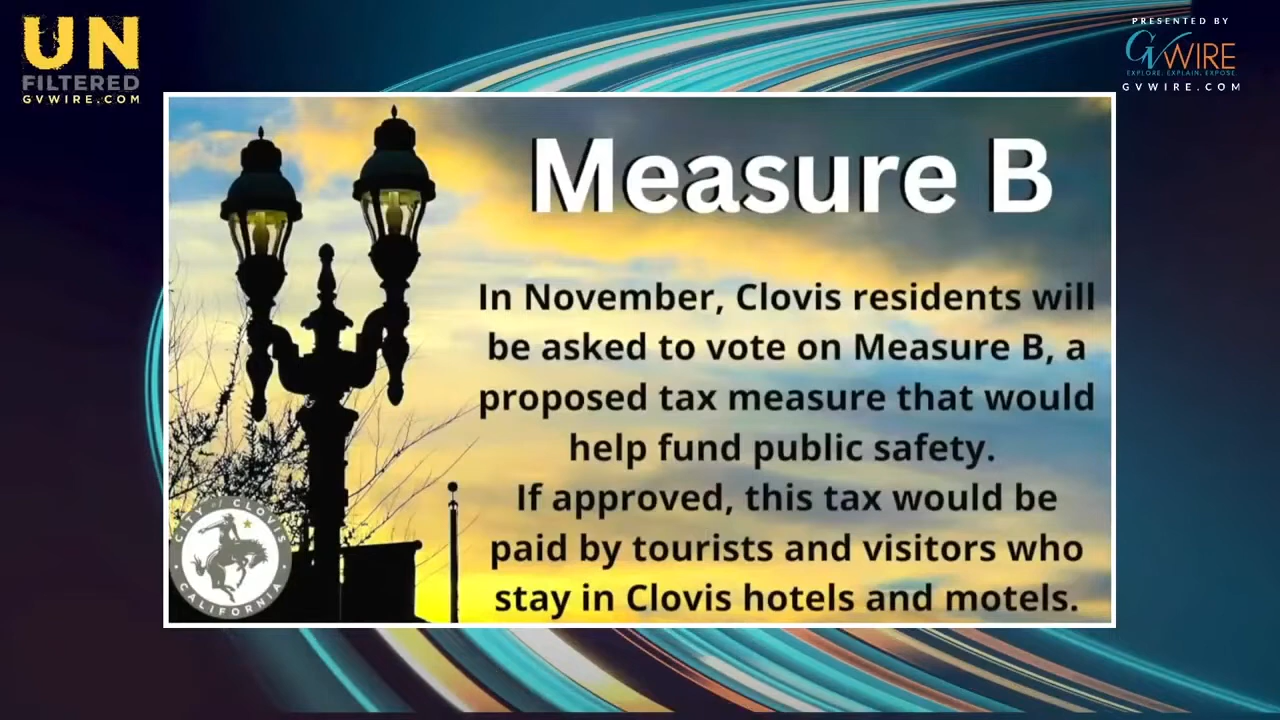 UN
FILTERED
GVWIRE.COM
PRESENTED BY
GVWIRE
EXPLORE. EXPLAIN. EXPOSE.
GVWIRE.COM
Measure B
In November, Clovis residents will
be asked to vote on Measure B, a
proposed tax measure that would
help fund public safety.
If approved, this tax would be
paid by tourists and visitors who
stay in Clovis hotels and motels.
CITY OF CLOVIS
CALIFORNIA